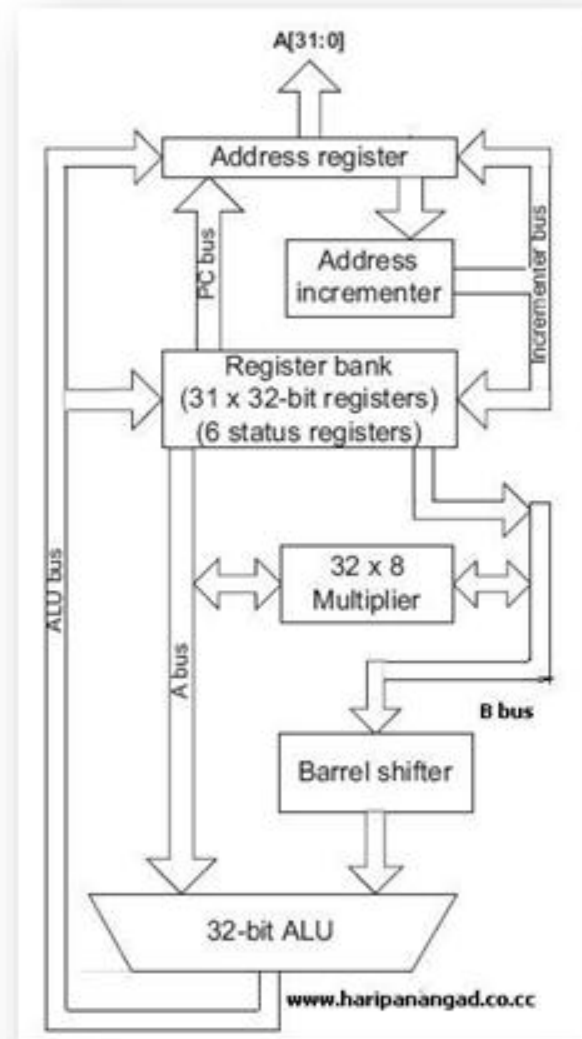 A[31:0]
Address register
PC bus
Address
incrementer
Incrementer bus
Register bank
(31 x 32-bit registers)
(6 status registers)
ALU bus
A bus
32 x 8
Multiplier
B bus
Barrel shifter
32-bit ALU
www.haripanangad.co.cc